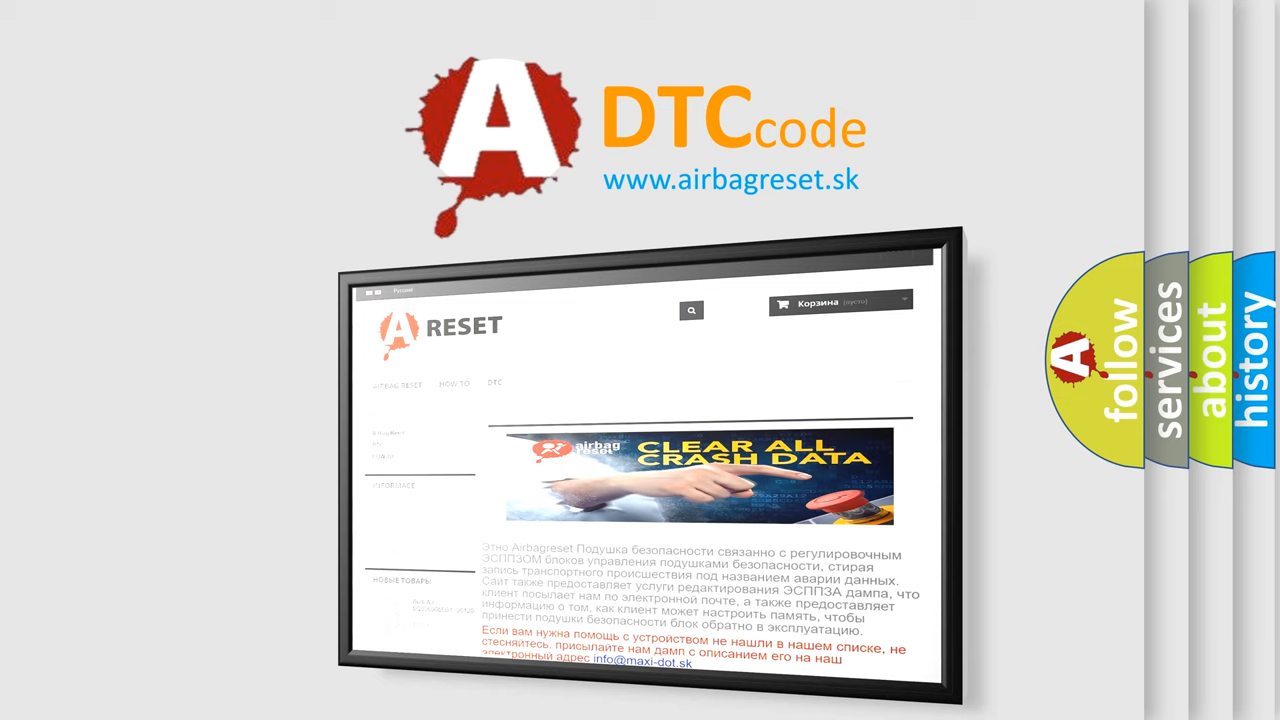 A DTCcode
www.airbagreset.sk
Русский
A RESET
Корзина (пусто)
AIRBAG RESET HOW TO DTC
INFORMACE
airbag
reset
CLEAR ALL
CRASH DATA
Этно Airbagreset Подушка безопасности связанно с регулировочным
ЭСППЗОМ блоков управления подушками безопасности, стирая
запись транспортного происшествия под названием аварии данных.
Сайт также предоставляет услуги редактирования ЭСППЗА дампа, что
клиент посылает нам по электронной почте, а также предоставляет
информацию о том, как клиент может настроить память, чтобы
принести подушки безопасности блок обратно в эксплуатацию.
Если вам нужна помощь с устройством не нашли в нашем списке, не
стесняйтесь, присылайте нам дамп с описанием его на наш
электронный адрес info@maxi-dot.sk
НОВЫЕ ТОВАРЫ
A
follow
services
about
history